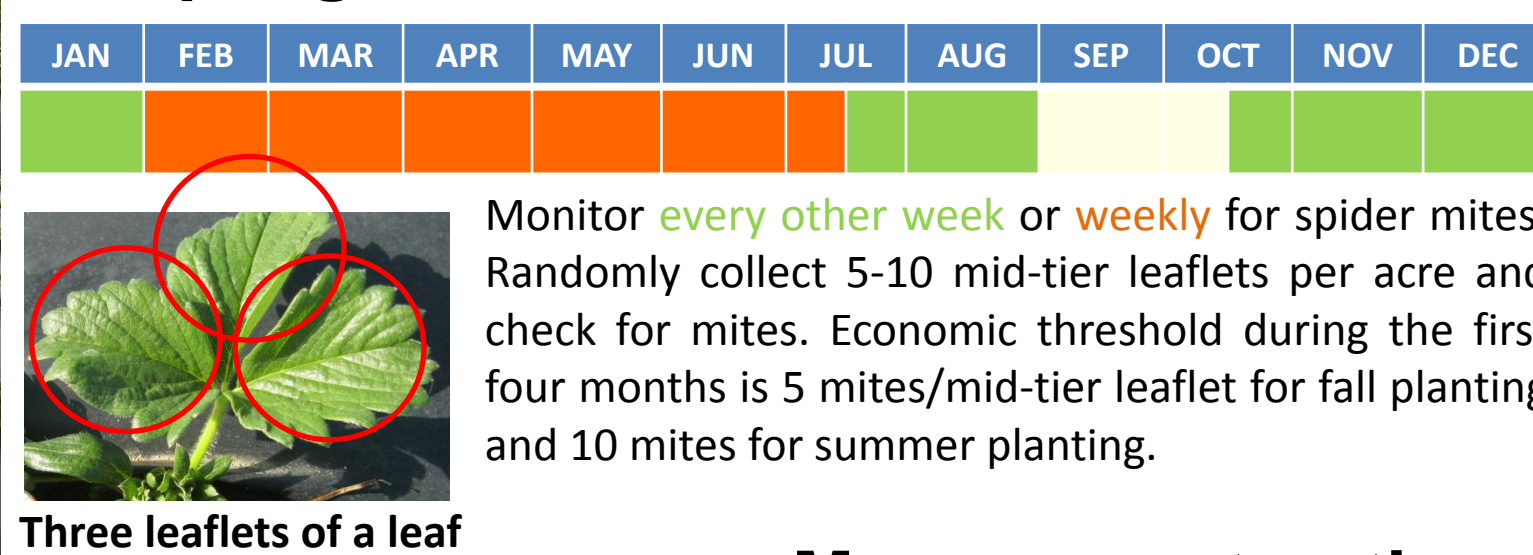 JAN FEB MAR APR MAY JUN JUL AUG SEP OCT NOV DEC
Monitor every other week or weekly for spider mites
Randomly collect 5-10 mid-tier leaflets per acre and
check for mites. Economic threshold during the first
four months is 5 mites/mid-tier leaflet for fall planting
and 10 mites for summer planting.
Three leaflets of a leaf